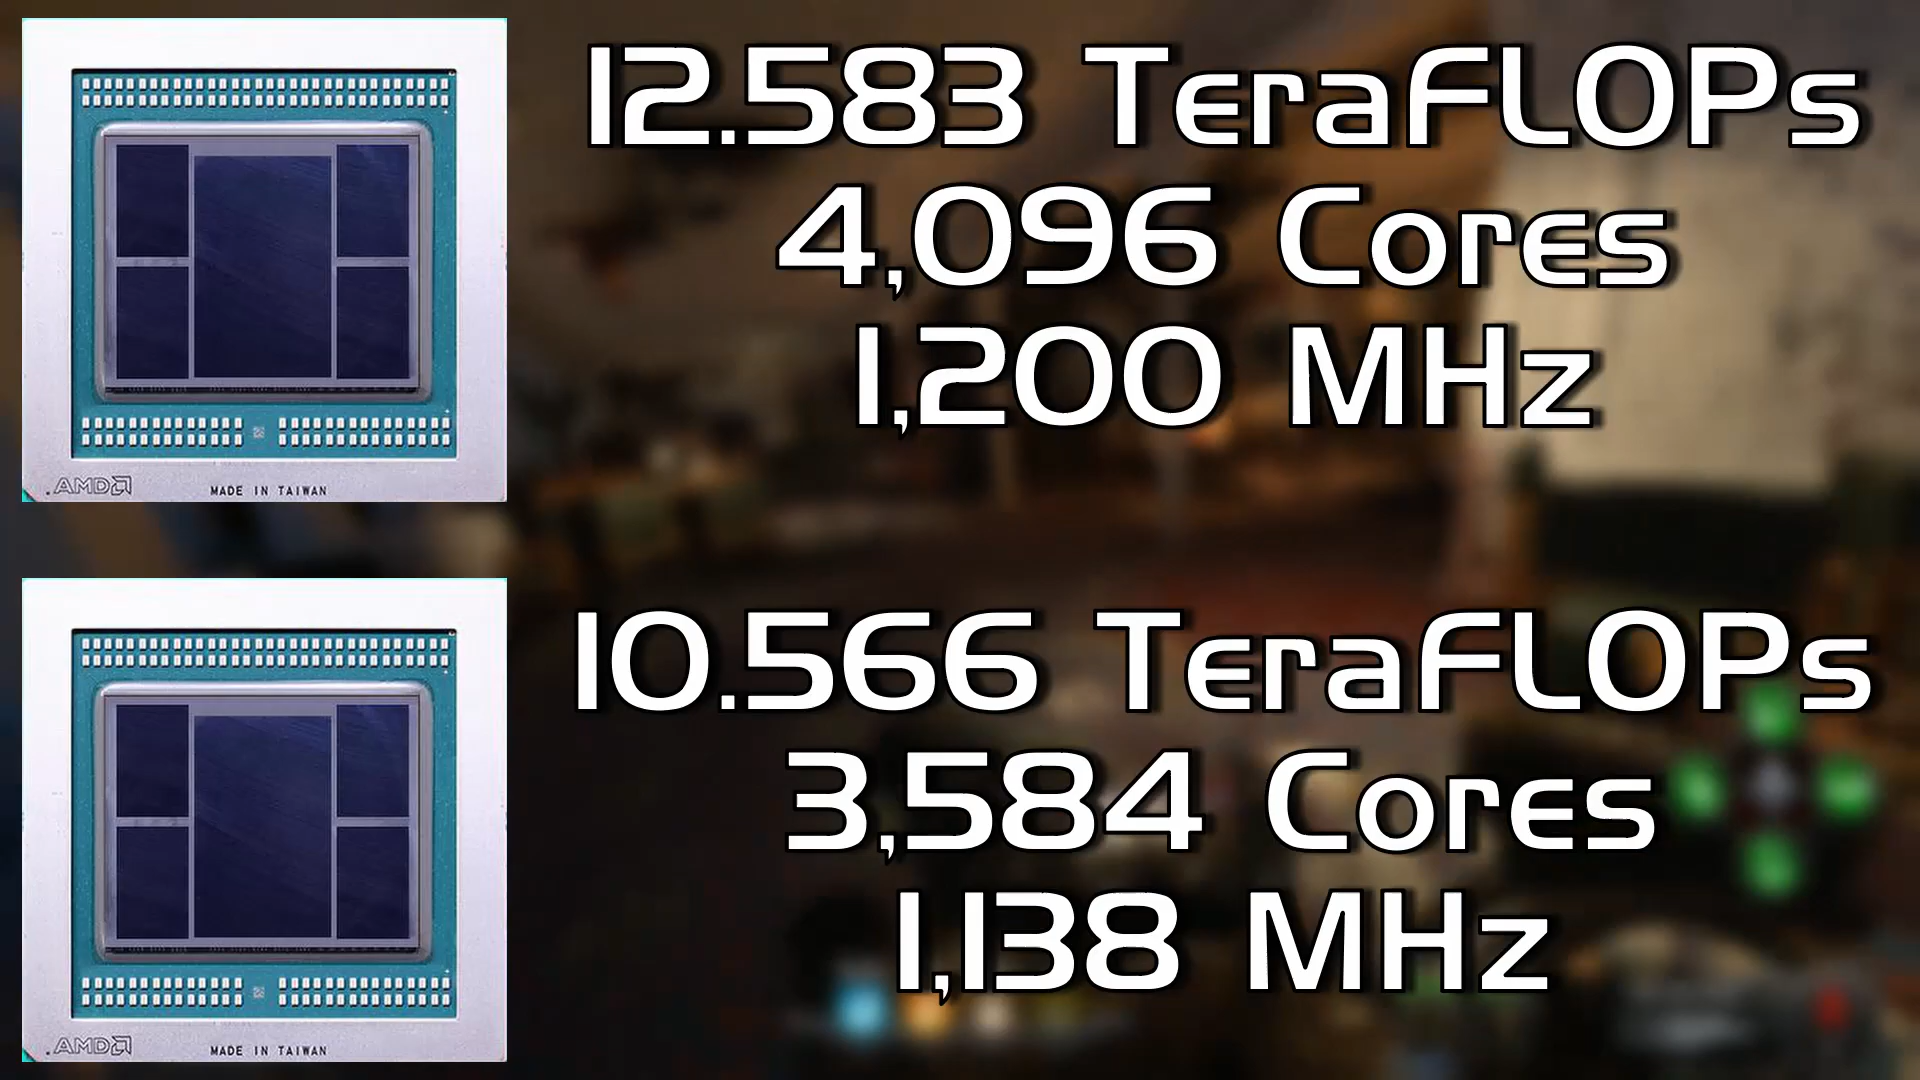 12.583 TeraFLOPs
4,096 Cores
1,200 MHz
AMD
MADE IN TAIWAN
10.566 TeraFLOPs
3,584 Cores
1,138 MHz
AMD
MADE IN TAIWAN